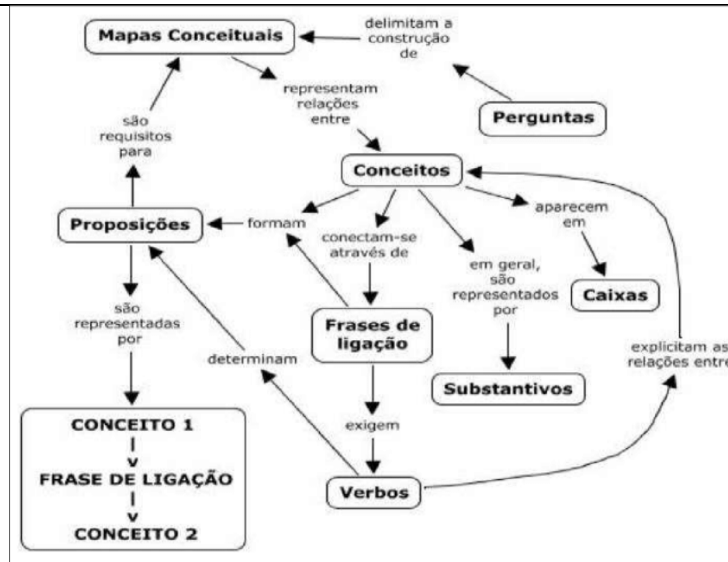 Mapas Conceituais
delimitam a
construção
de
representam
relações
entre
Perguntas
são
requisitos
para
Conceitos
Proposições
formam
conectam-se
através de
aparecem
em
em geral,
são
representados
por
Caixas
são
representadas
por
Frases de
ligação
determinam
explicitam as
relações entre
Substantivos
exigem
Verbos
CONCEITO 1
|
v
FRASE DE LIGAÇÃO
|
v
CONCEITO 2